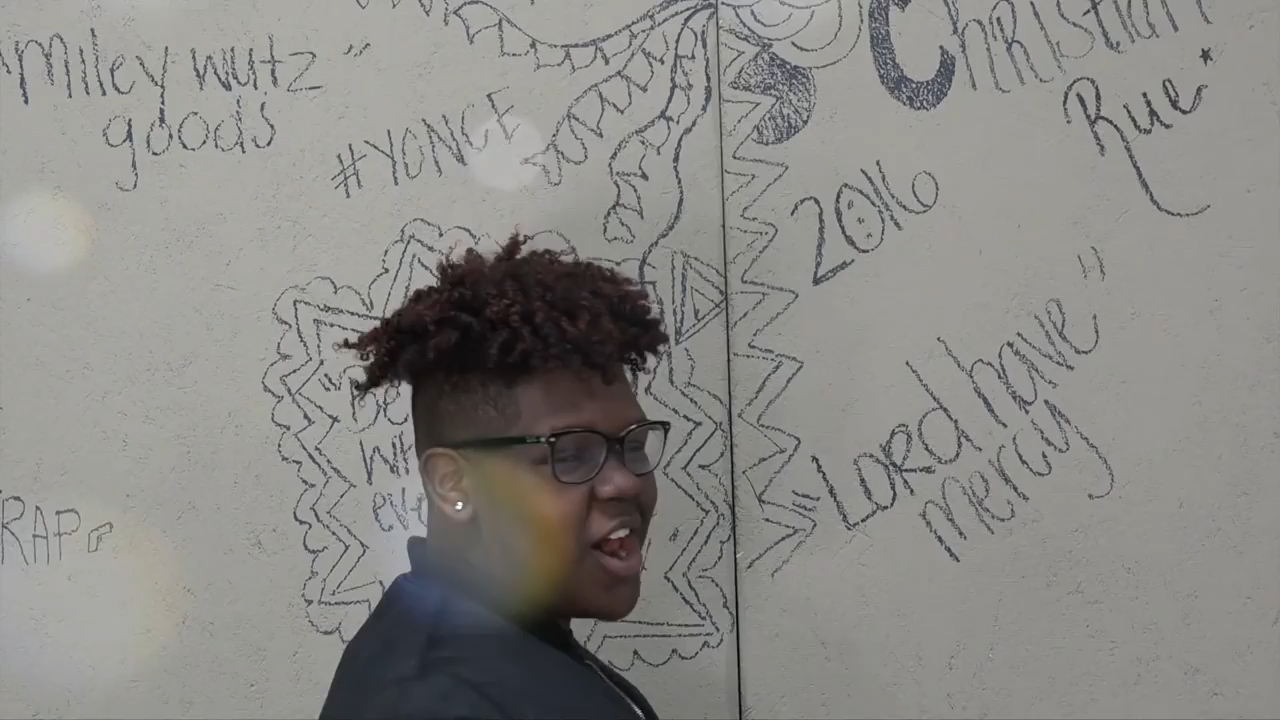 miley wutz"
goods
#YONCE
Christian
Rue
2016
Lord have"
mercy
RAP